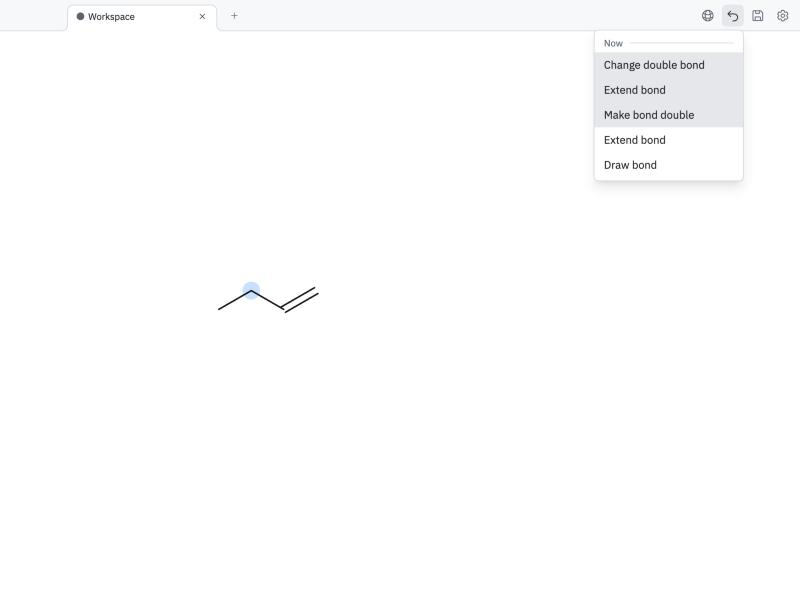 Workspace
Now
Change double bond
Extend bond
Make bond double
Extend bond
Draw bond